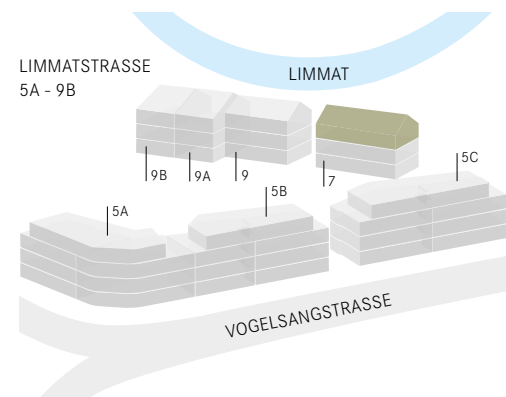 LIMMATSTRASSE
5A - 9B
LIMMAT
9B
9A
9
7
5C
5A
5B
VOGELSANGSTRASSE